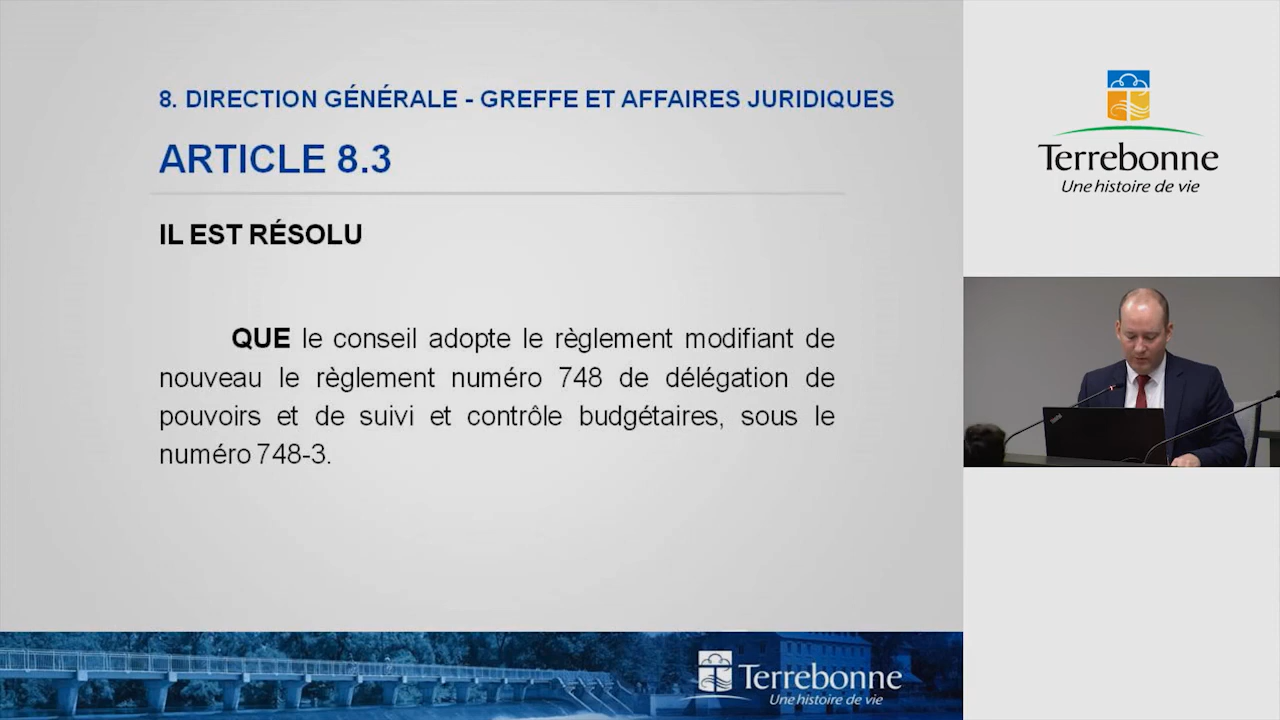 8. DIRECTION GÉNÉRALE - GREFFE ET AFFAIRES JURIDIQUES
ARTICLE 8.3
IL EST RÉSOLU
QUE le conseil adopte le règlement modifiant de
nouveau le règlement numéro 748 de délégation de
pouvoirs et de suivi et contrôle budgétaires, sous le
numéro 748-3.
Terrebonne
Une histoire de vie
Terrebonne
Une histoire de vie